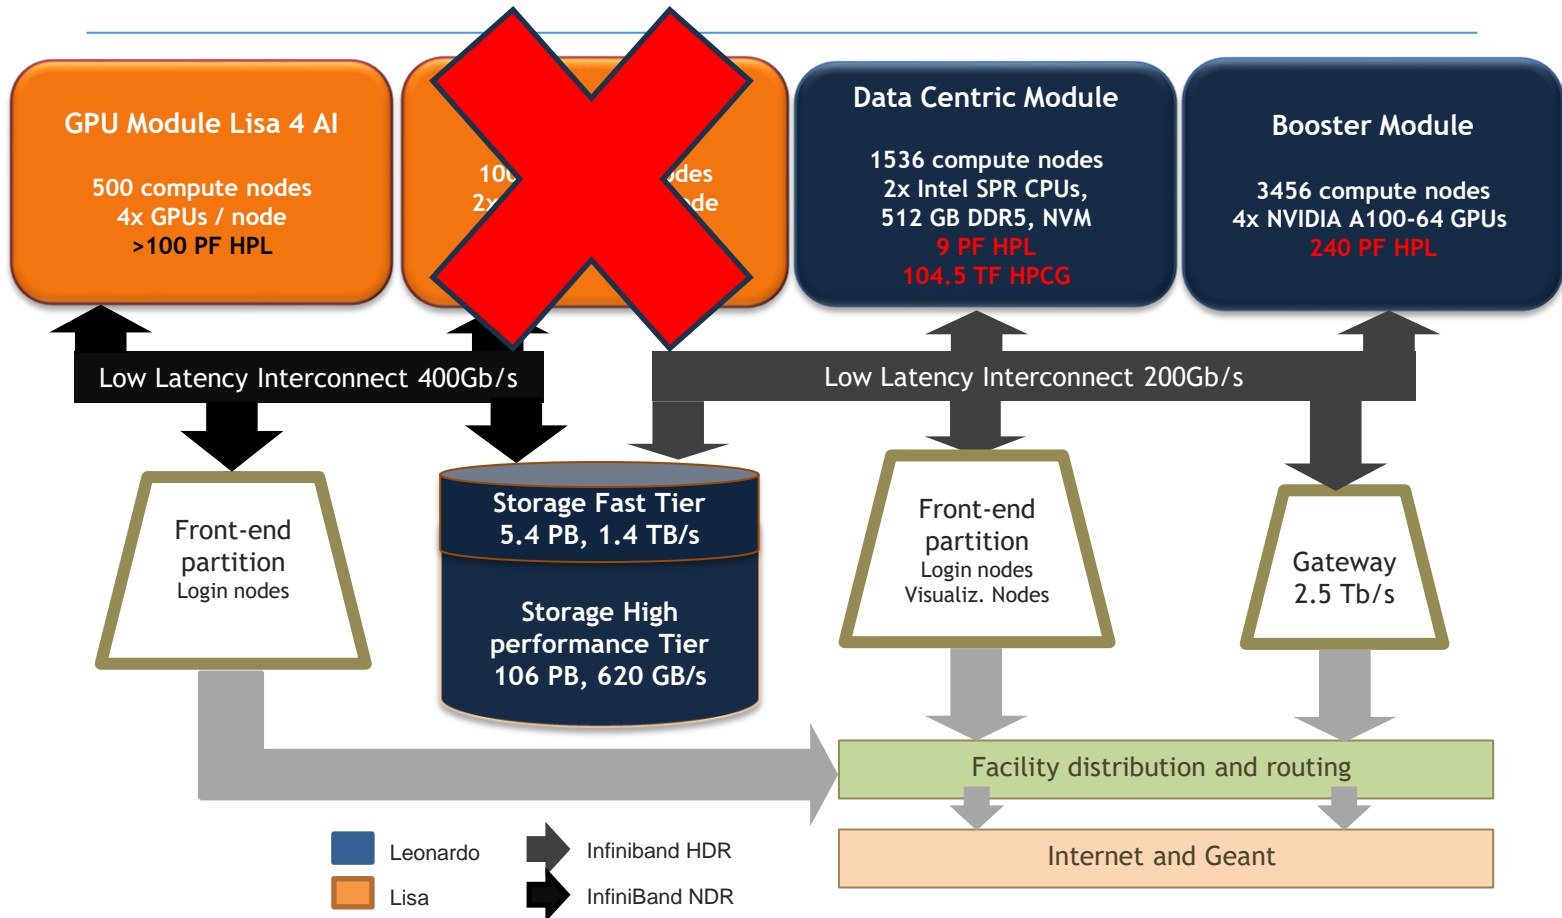 GPU Module Lisa 4 AI
500 compute nodes
4x GPUs / node
>100 PF HPL
Data Centric Module
1536 compute nodes
2x Intel SPR CPUs,
512 GB DDR5, NVM
9 PF HPL
104.5 TF HPCG
Booster Module
3456 compute nodes
4x NVIDIA A100-64 GPUs
240 PF HPL
Low Latency Interconnect 400Gb/s
Low Latency Interconnect 200Gb/s
Front-end
partition
Login nodes
Storage Fast Tier
5.4 PB, 1.4 TB/s
Storage High
performance Tier
106 PB, 620 GB/s
Front-end
partition
Login nodes
Visualiz. Nodes
Gateway
2.5 Tb/s
Facility distribution and routing
Internet and Geant
Leonardo
Infiniband HDR
Lisa
InfiniBand NDR